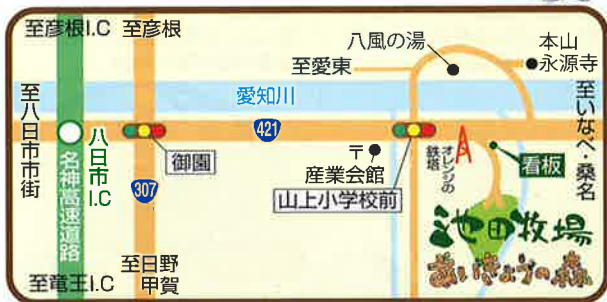 至彦根I.C
至彦根
八風の湯
本山
永源寺
至愛東
愛知川
至八日市市街
八日市I.C
名神高速道路
421
御園
307
〒
産業会館
山上小学校前
オレンジの
鉄塔
看板
至いなべ・桑名
池田牧場
あいきょうの森
至竜王I.C
至日野
甲賀